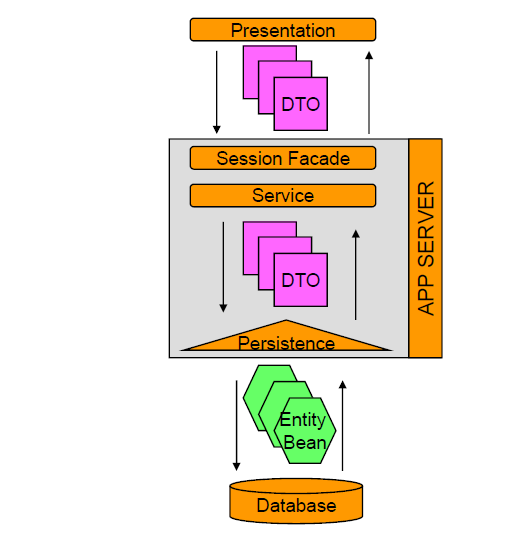 Presentation
DTO
Session Facade
Service
APP SERVER
DTO
Persistence
Entity
Bean
Database